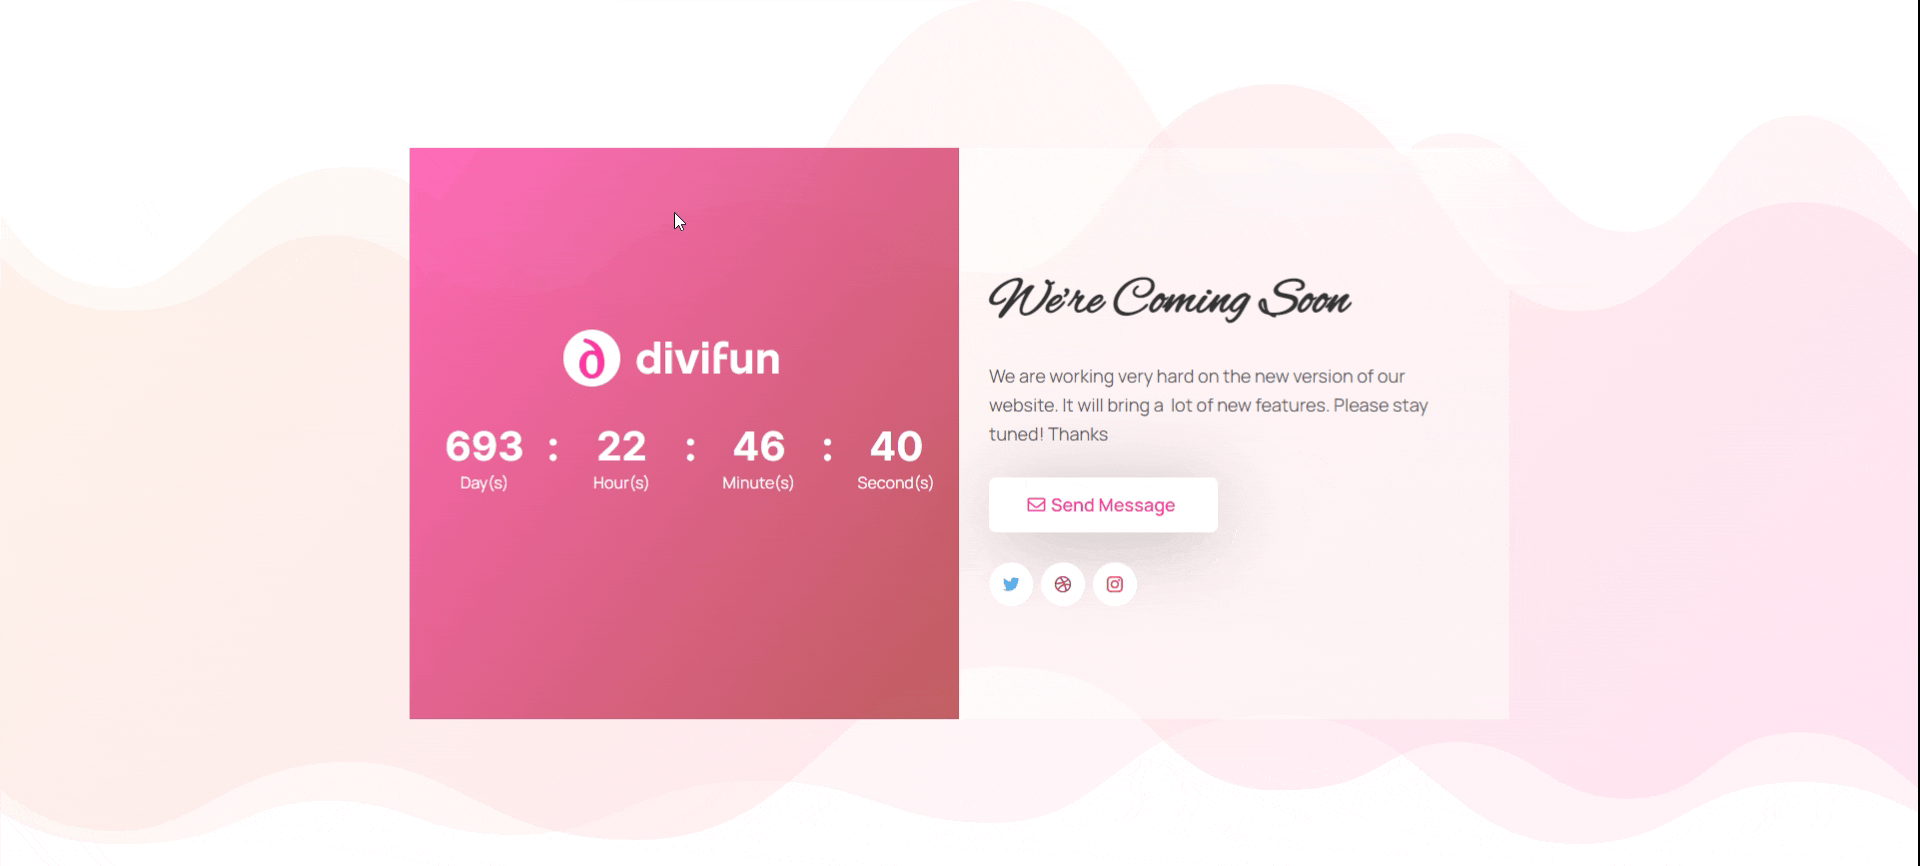 divifun
693 : 22 : 46 : 40
Day(s) Hour(s) Minute(s) Second(s)
We're Coming Soon
We are working very hard on the new version of our
website. It will bring a lot of new features. Please stay
tuned! Thanks
Send Message